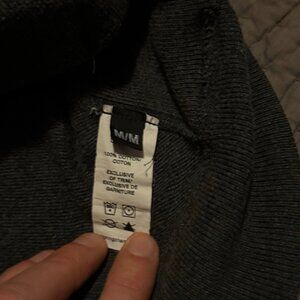 M/M
100% COTTON/
COTON
EXCLUSIVE
OF TRIM/
EXCLUSIVE DE
GARNITURE